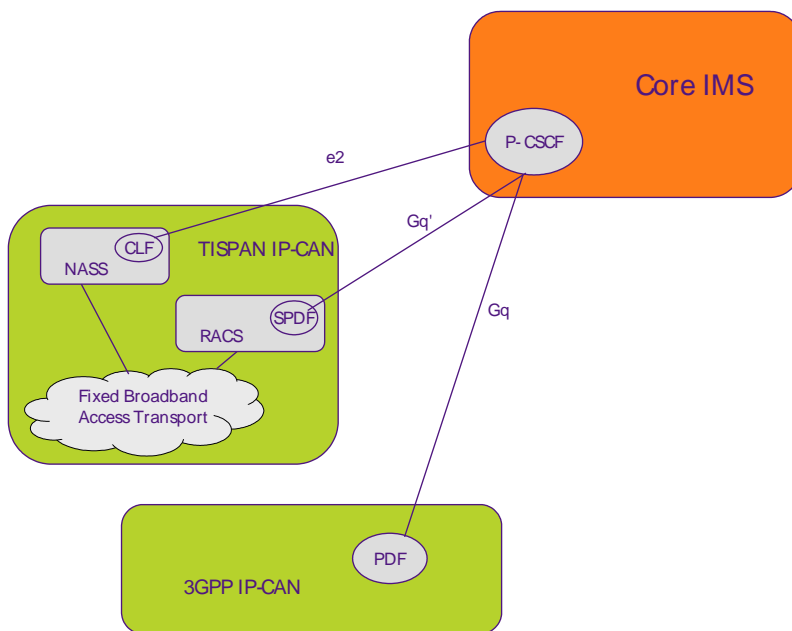 Core IMS
P- CSCF
e2
Gq'
Gq
CLF
NASS
TISPAN IP-CAN
SPDF
RACS
Fixed Broadband
Access Transport
PDF
3GPP IP-CAN